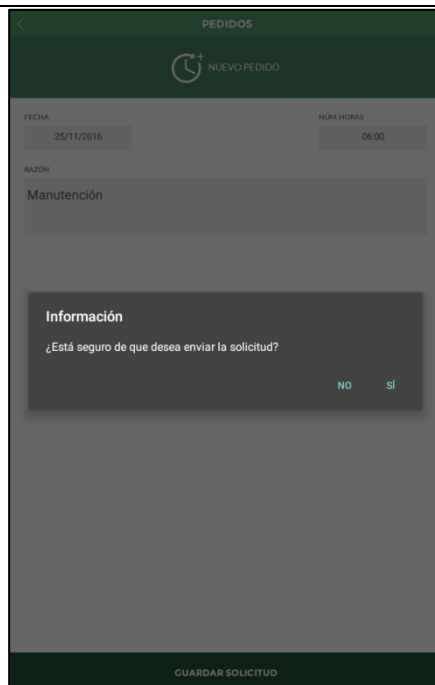 PEDIDOS
NUEVO PEDIDO
FECHA
NÚM. HORAS
25/11/2016
06:00
RAZÓN
Manutención
Información
¿Está seguro de que desea enviar la solicitud?
NO
SÍ
GUARDAR SOLICITUD